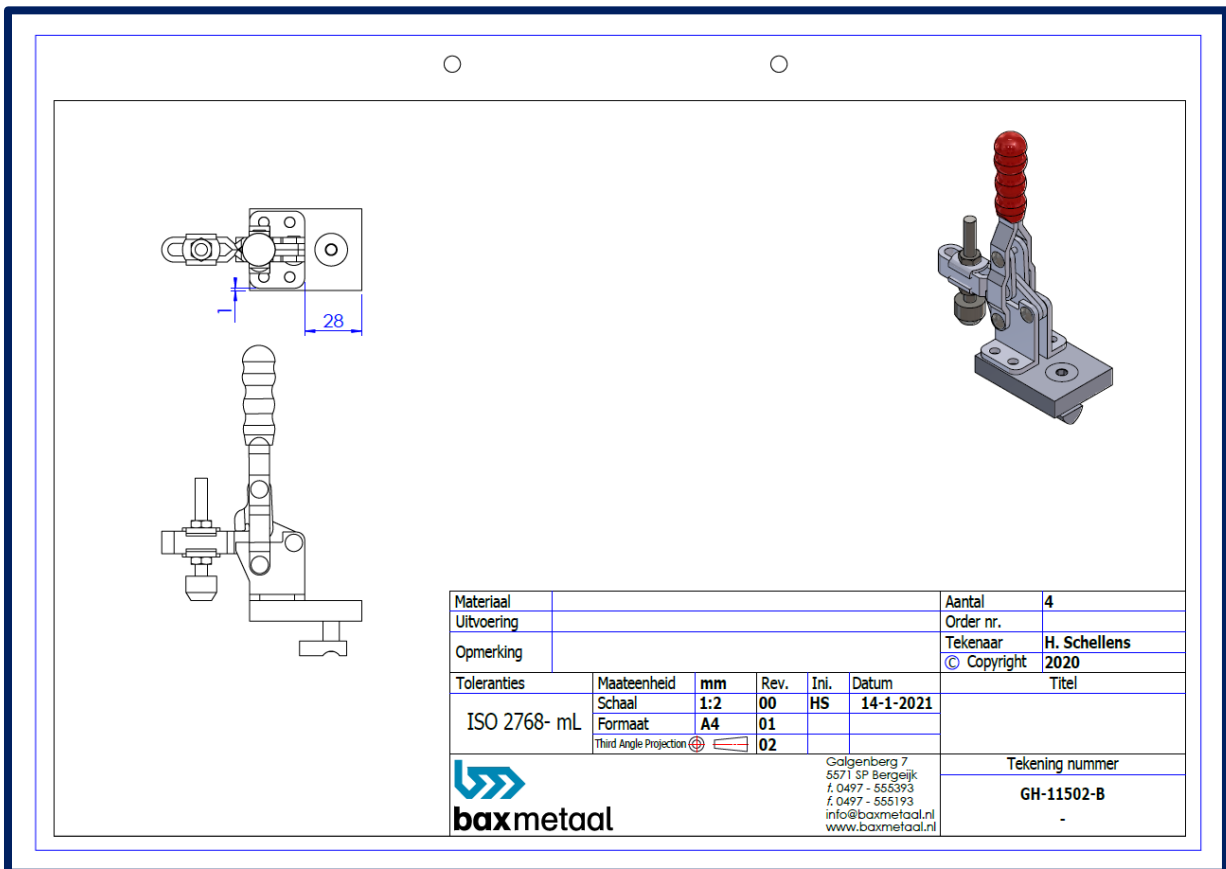 1
28
Materiaal
Aantal 4
Uitvoering
Order nr.
Opmerking
Tekenaar H. Schellens
© Copyright 2020
Toleranties Maateenheid mm Rev. Ini. Datum Titel
ISO 2768- mL
Schaal 1:2 00 HS 14-1-2021
Formaat A4 01
Third Angle Projection 02
baxmetaal
Galgenberg 7
5571 SP Bergeijk
t. 0497 - 555393
f. 0497 - 555193
info@baxmetaal.nl
www.baxmetaal.nl
Tekening nummer
GH-11502-B
-